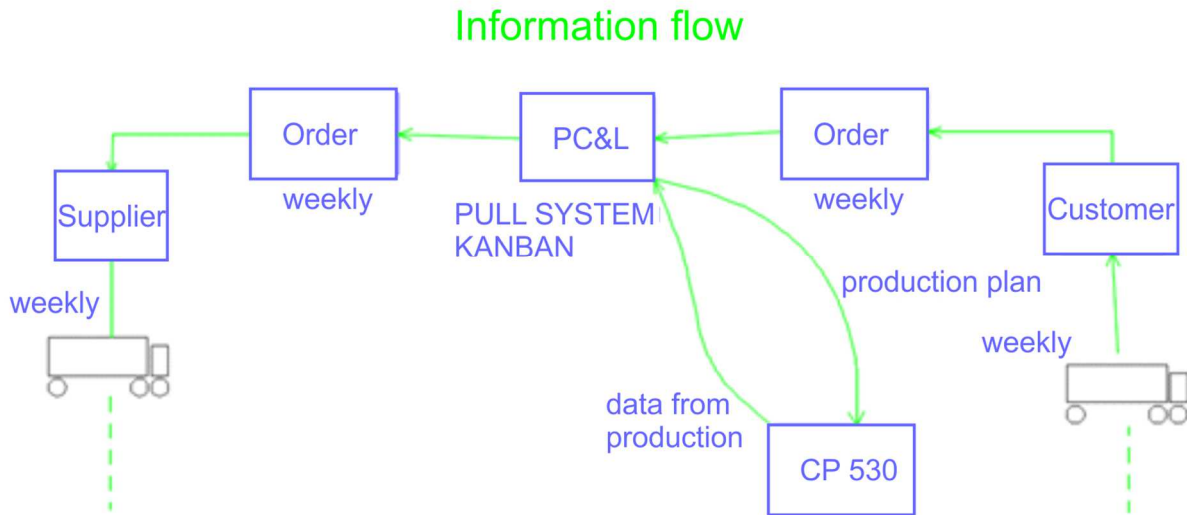 Information flow
Order
PC&L
Order
weekly
weekly
Supplier
PULL SYSTEM
KANBAN
Customer
weekly
production plan
weekly
data from
production
CP 530